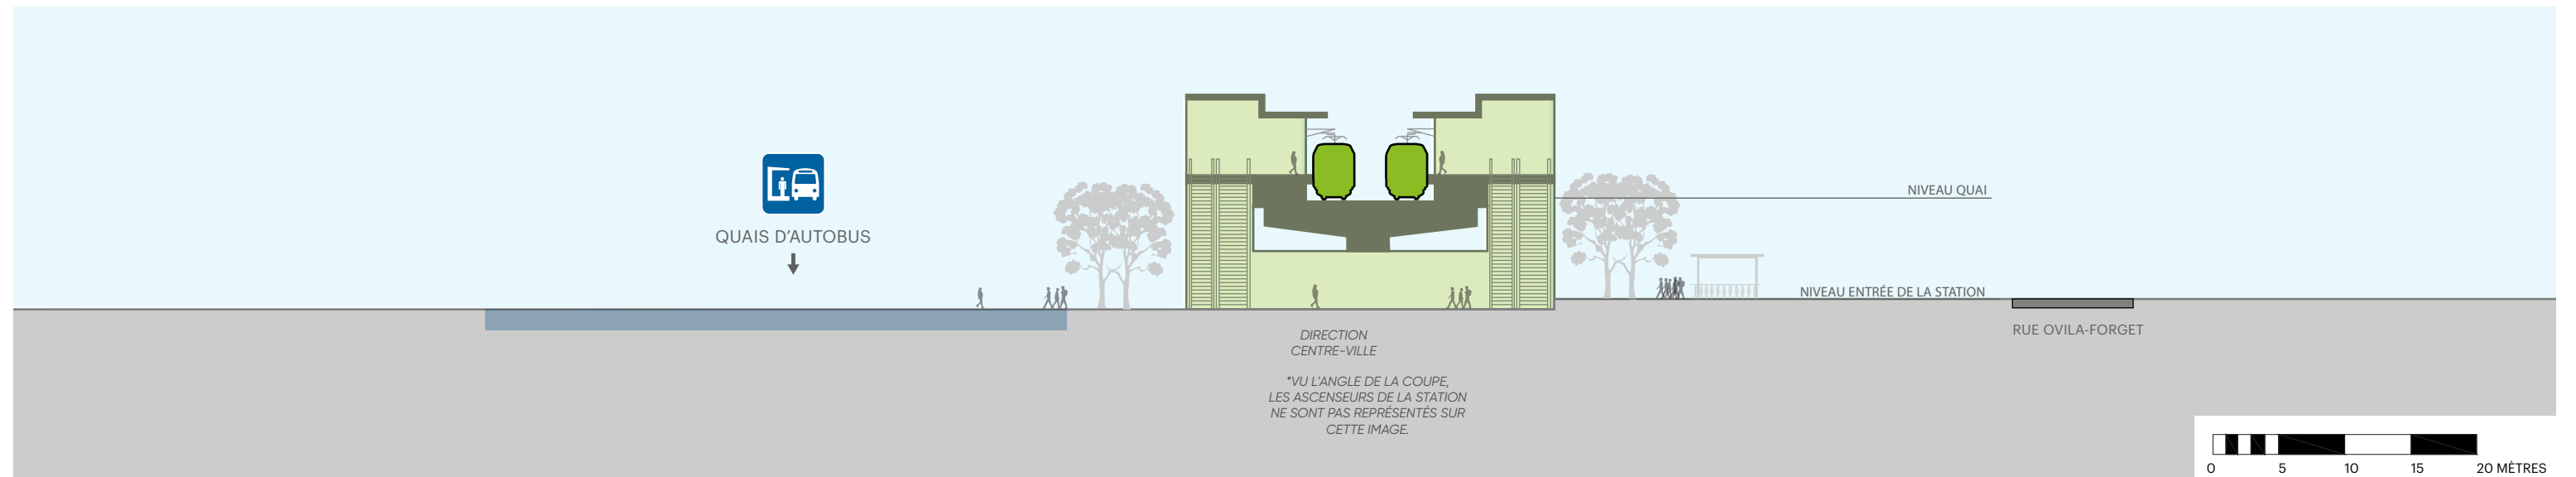 QUAIS D'AUTOBUS
NIVEAU QUAI
NIVEAU ENTRÉE DE LA STATION
RUE OVILA-FORGET
DIRECTION
CENTRE-VILLE
*VU L'ANGLE DE LA COUPE,
LES ASCENSEURS DE LA STATION
NE SONT PAS REPRÉSENTÉS SUR
CETTE IMAGE.
0 5 10 15 20 MÈTRES